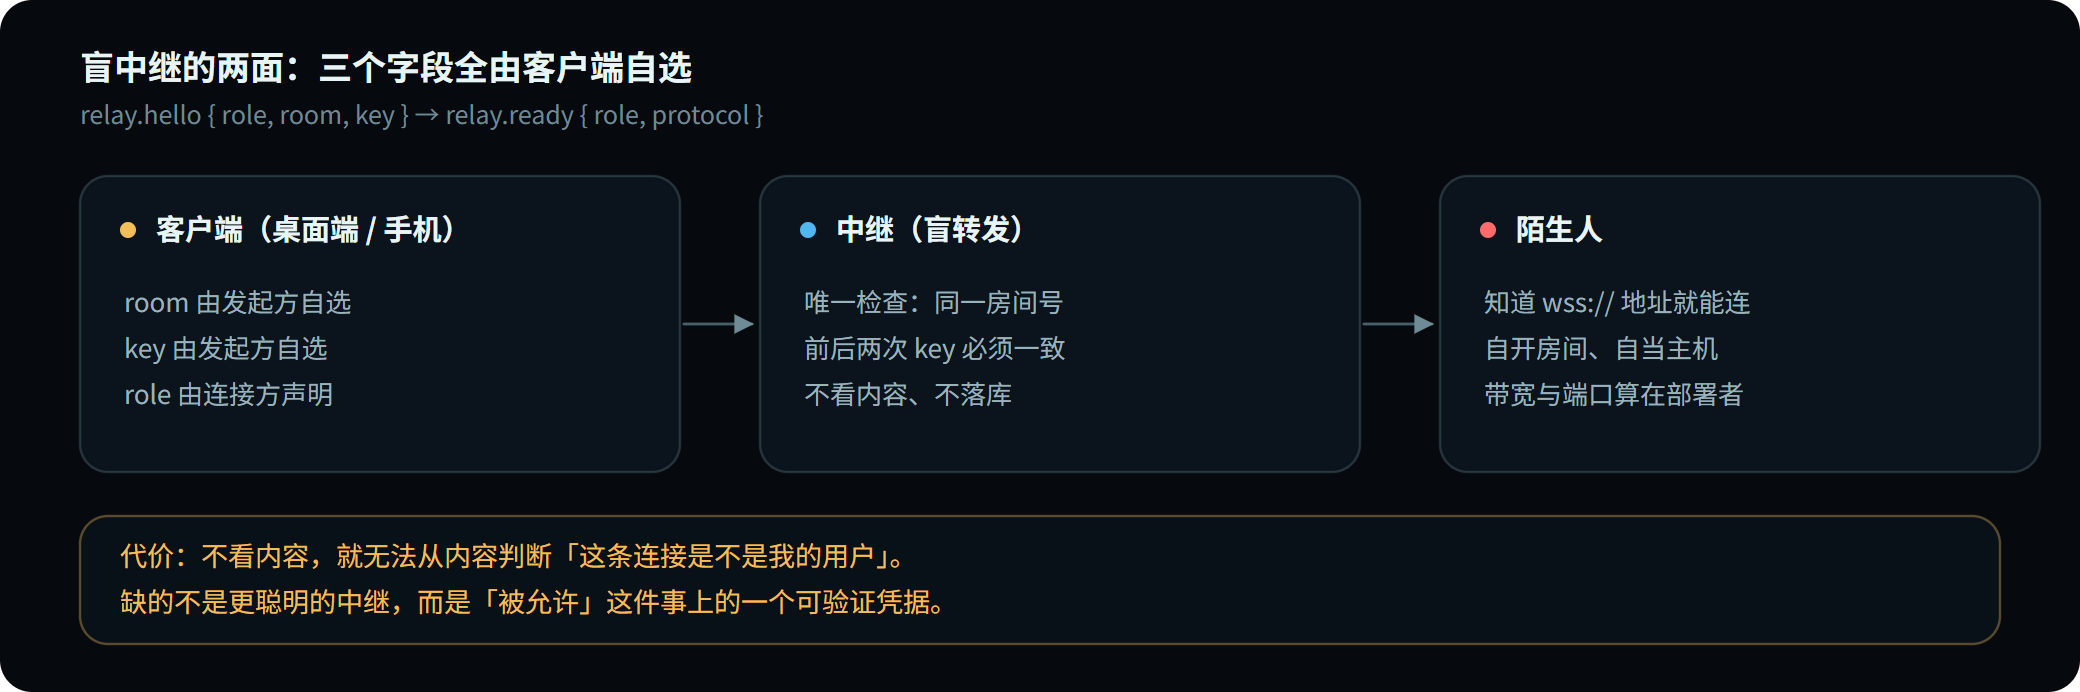 盲中继的两面：三个字段全由客户端自选
relay.hello { role, room, key } → relay.ready { role, protocol }
客户端（桌面端 / 手机）
room 由发起方自选
key 由发起方自选
role 由连接方声明
中继（盲转发）
唯一检查：同一房间号
前后两次 key 必须一致
不看内容、不落库
陌生人
知道 wss:// 地址就能连
自开房间、自当主机
带宽与端口算在部署者
代价：不看内容，就无法从内容判断「这条连接是不是我的用户」。
缺的不是更聪明的中继，而是「被允许」这件事上的一个可验证凭据。